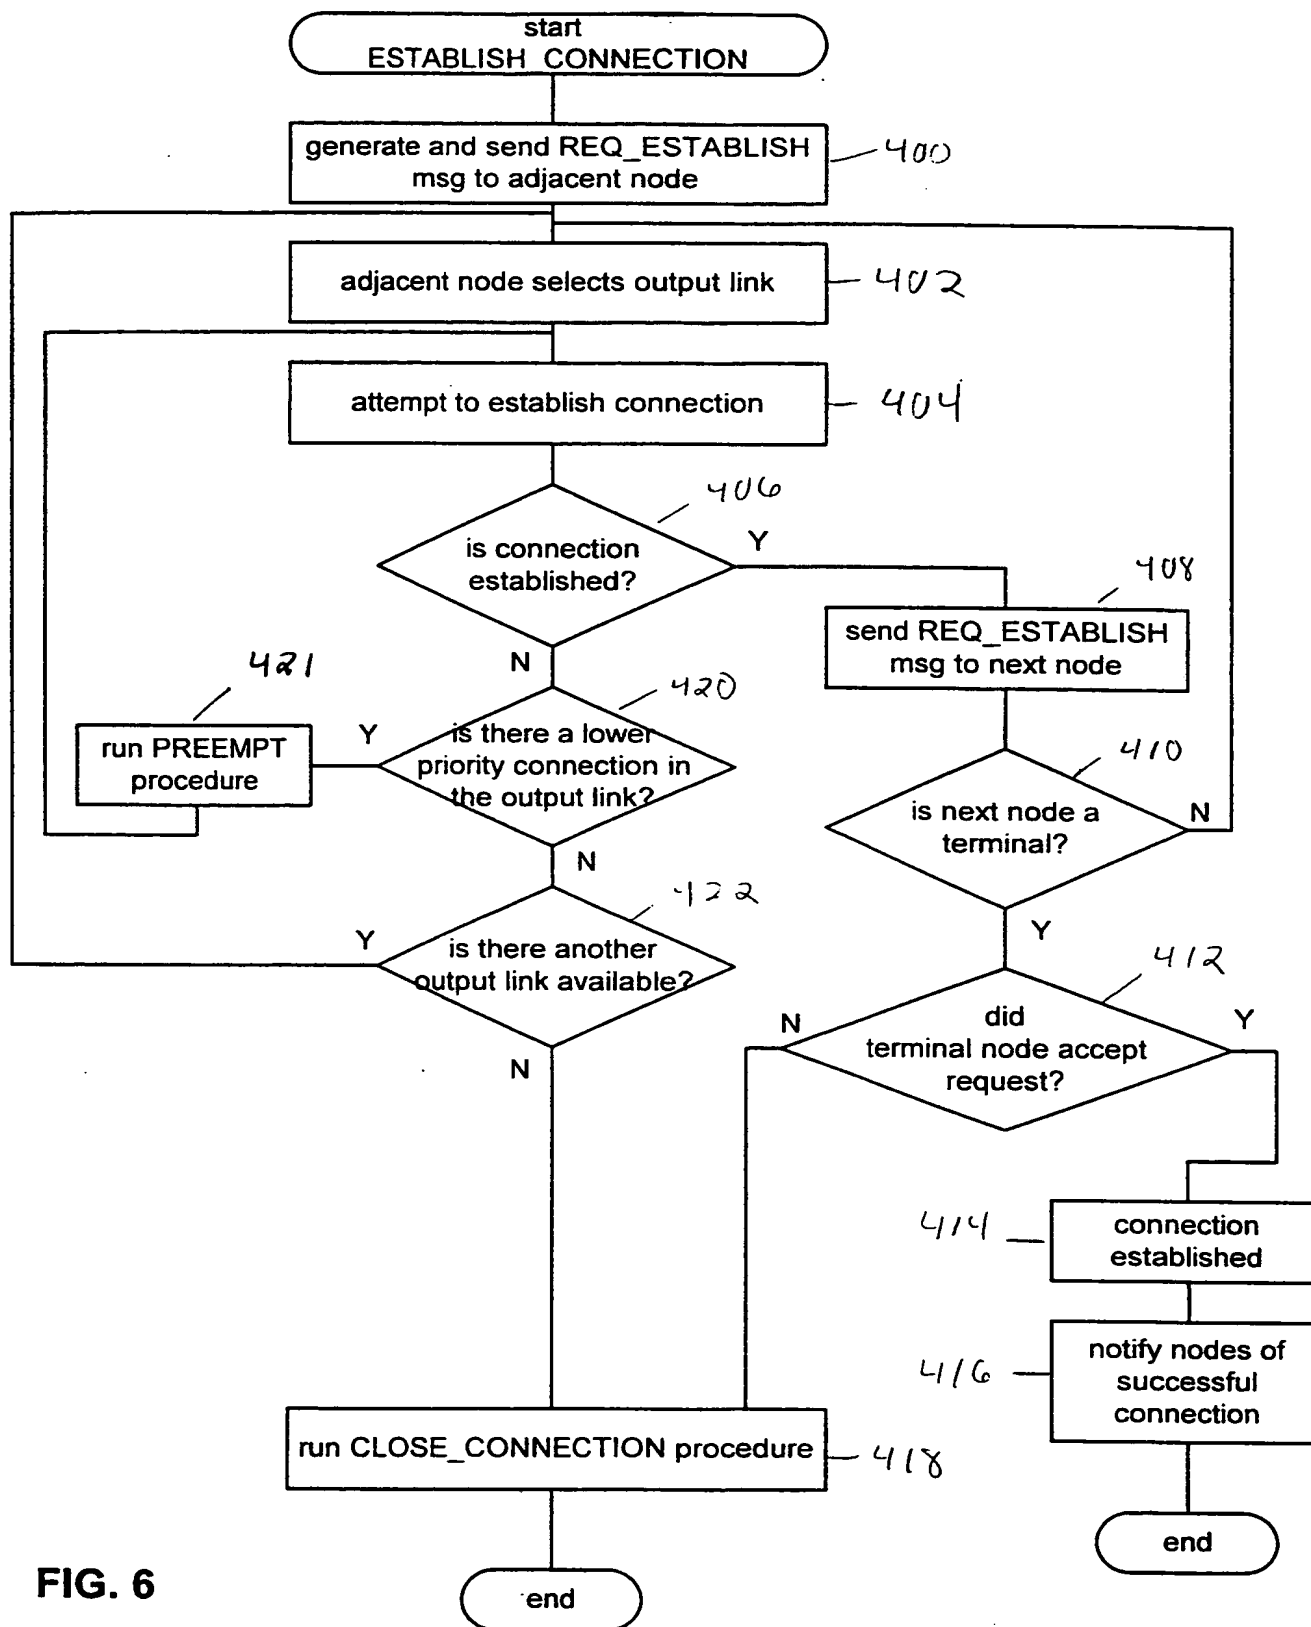 start
ESTABLISH_CONNECTION
generate and send REQ_ESTABLISH
msg to adjacent node
400
adjacent node selects output link
402
attempt to establish connection
404
406
is connection
established?
Y
N
408
send REQ_ESTABLISH
msg to next node
421
run PREEMPT
procedure
Y
420
is there a lower
priority connection in
the output link?
N
410
is next node a
terminal?
N
Y
422
Y
is there another
output link available?
N
412
N
did
terminal node accept
request?
Y
414
connection
established
416
notify nodes of
successful
connection
run CLOSE_CONNECTION procedure
418
end
end
FIG. 6